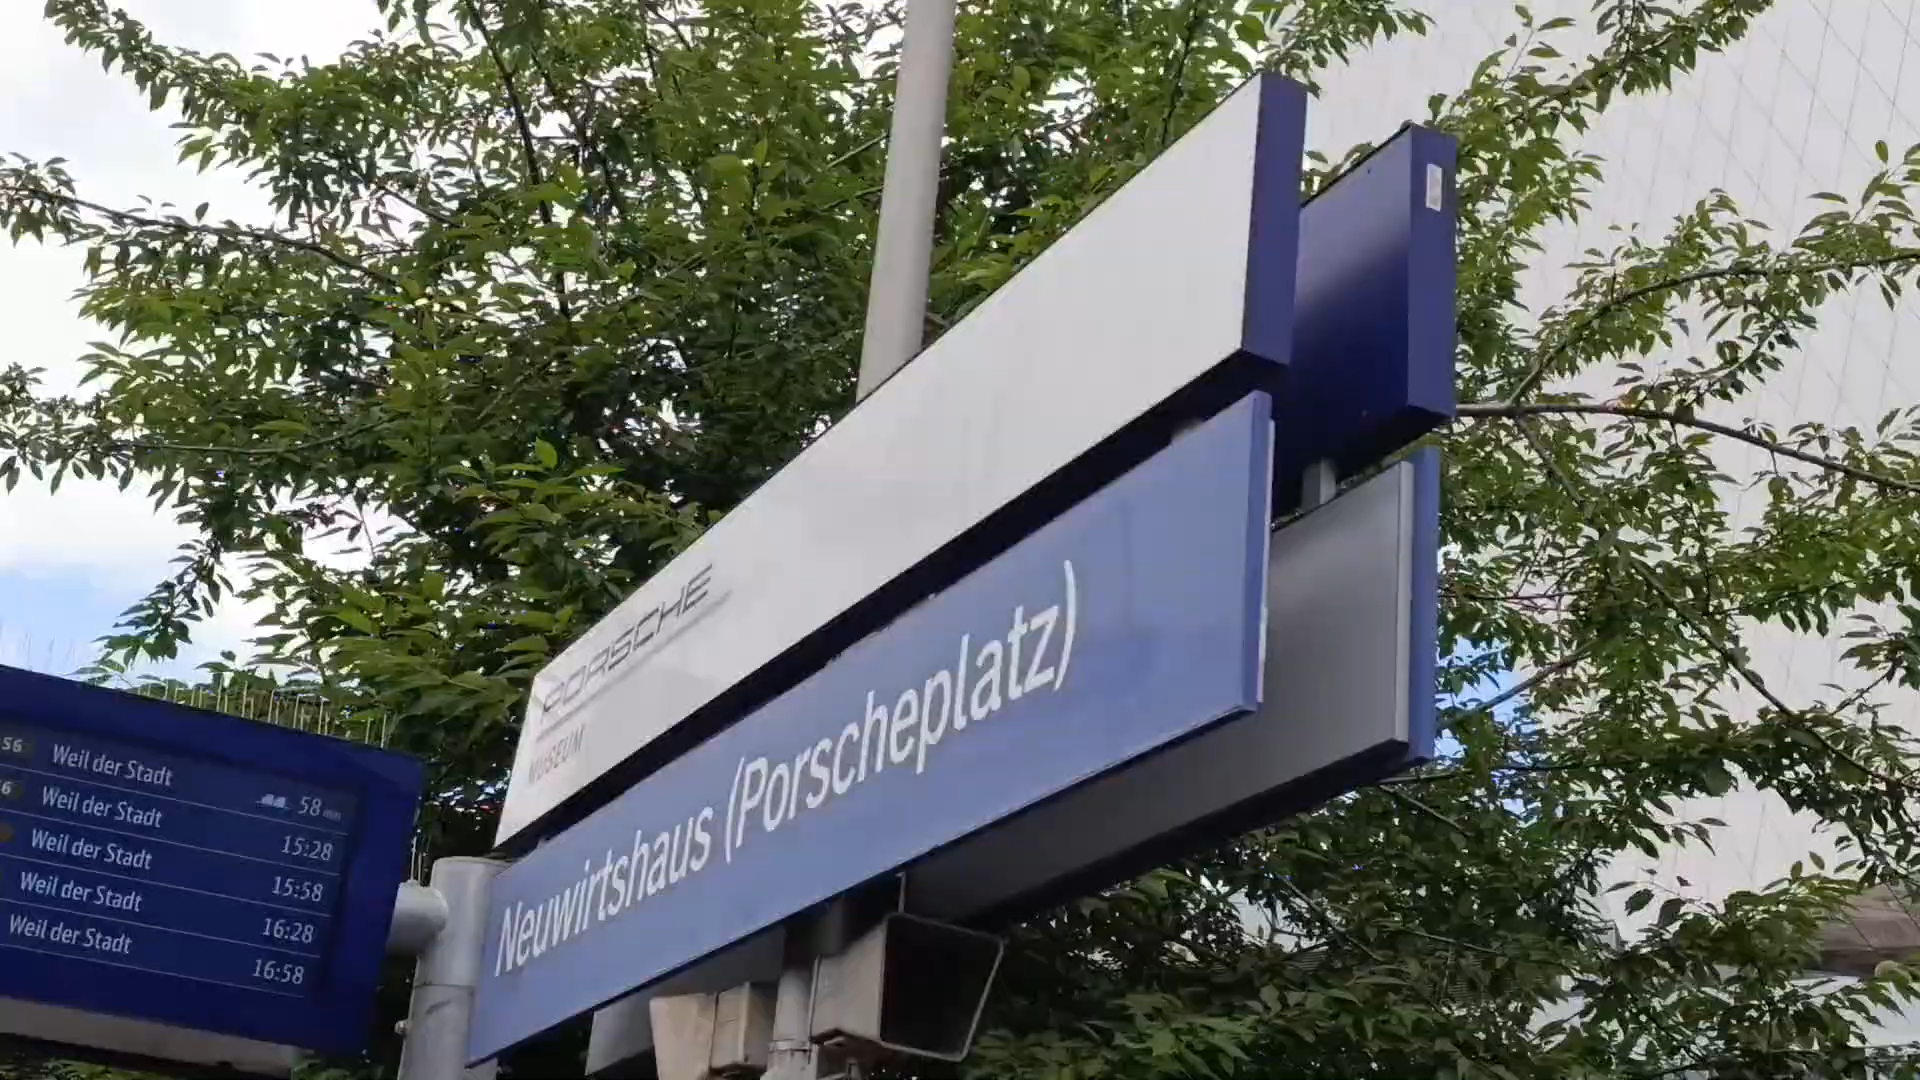 PORSCHE
MUSEUM
Neuwirtshaus (Porscheplatz)
Weil der Stadt 58 min
Weil der Stadt 15:28
Weil der Stadt 15:58
Weil der Stadt 16:28
Weil der Stadt 16:58